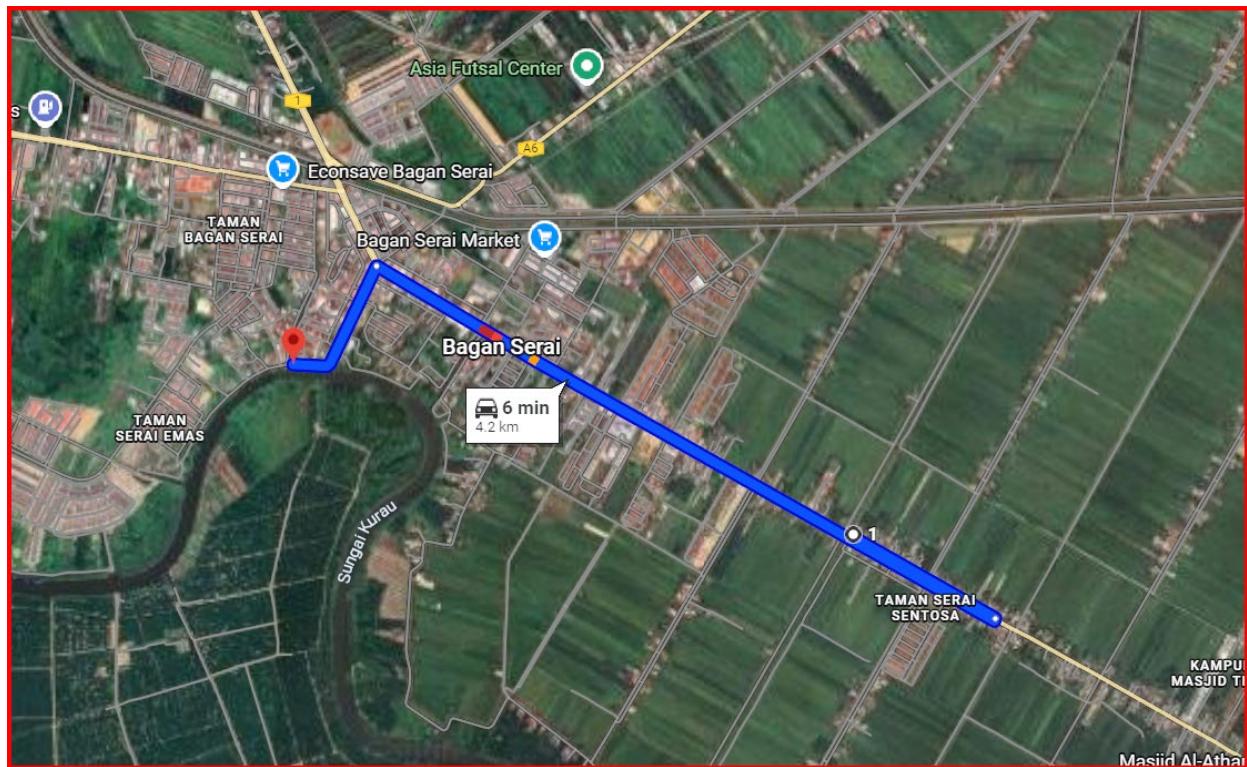 Asia Futsal Center
s
1
A6
Econsave Bagan Serai
TAMAN
BAGAN SERAI
Bagan Serai Market
Bagan Serai
6 min
4.2 km
TAMAN
SERAI EMAS
Sungai Kurau
1
TAMAN SERAI
SENTOSA
KAMPU
MASJID T
Masjid Al-Atha